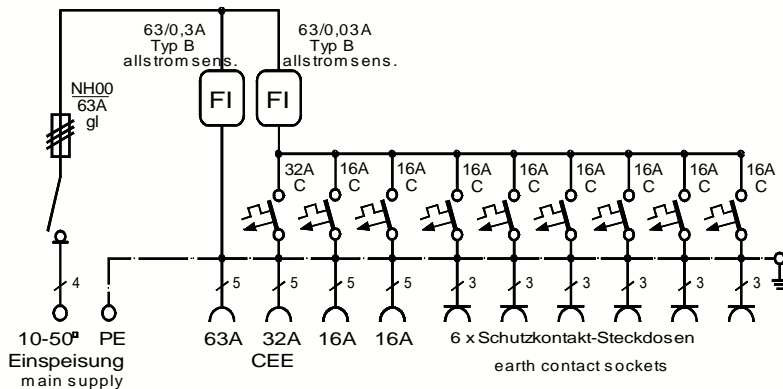 63/0,3A 63/0,03A
Typ B Typ B
allstromsens. allstromsens.
NH00
63A
gl
FI FI
32A 16A 16A 16A 16A 16A 16A 16A 16A
C C C C C C C C C
4 5 5 5 5 3 3 3 3 3 3
10-50² PE 63A 32A 16A 16A 6 x Schutzkontakt-Steckdosen
Einspeisung CEE earth contact sockets
main supply